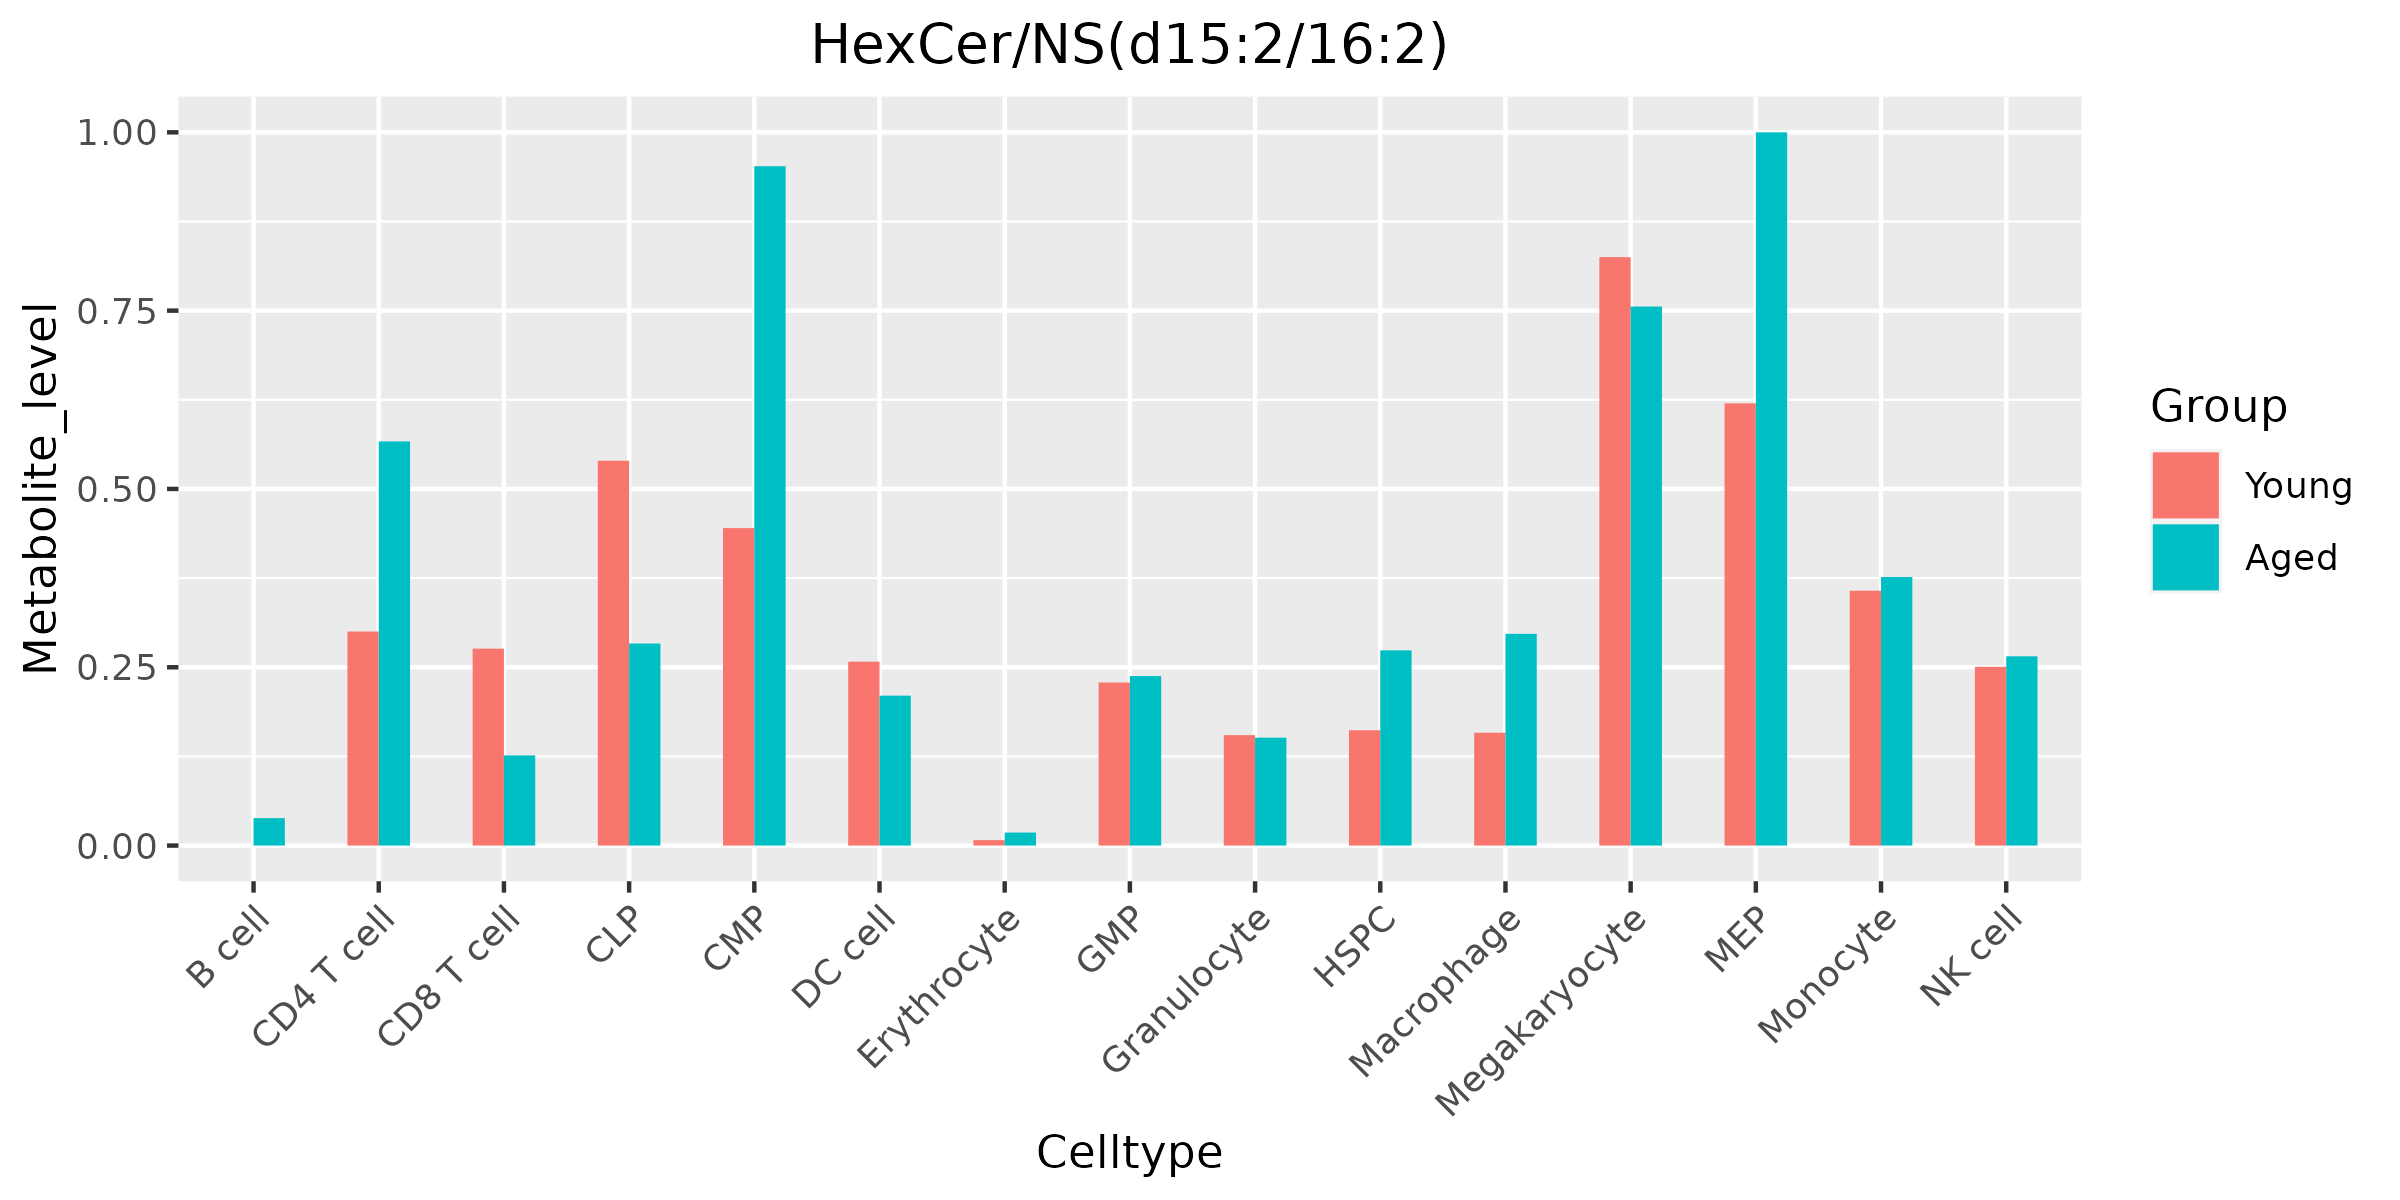 HexCer/NS(d15:2/16:2)
Metabolite_level
1.00
0.75
0.50
0.25
0.00
B cell
CD4 T cell
CD8 T cell
CLP
CMP
DC cell
Erythrocyte
GMP
Granulocyte
HSPC
Macrophage
Megakaryocyte
MEP
Monocyte
NK cell
Celltype
Group
Young
Aged